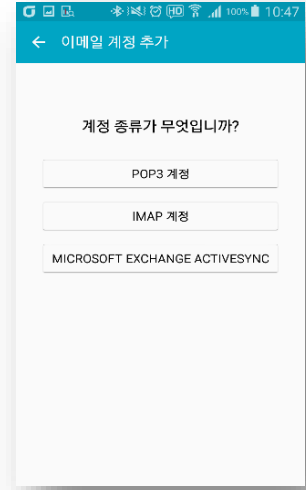 HD 100% 10:47
← 이메일 계정 추가
계정 종류가 무엇입니까?
POP3 계정
IMAP 계정
MICROSOFT EXCHANGE ACTIVESYNC